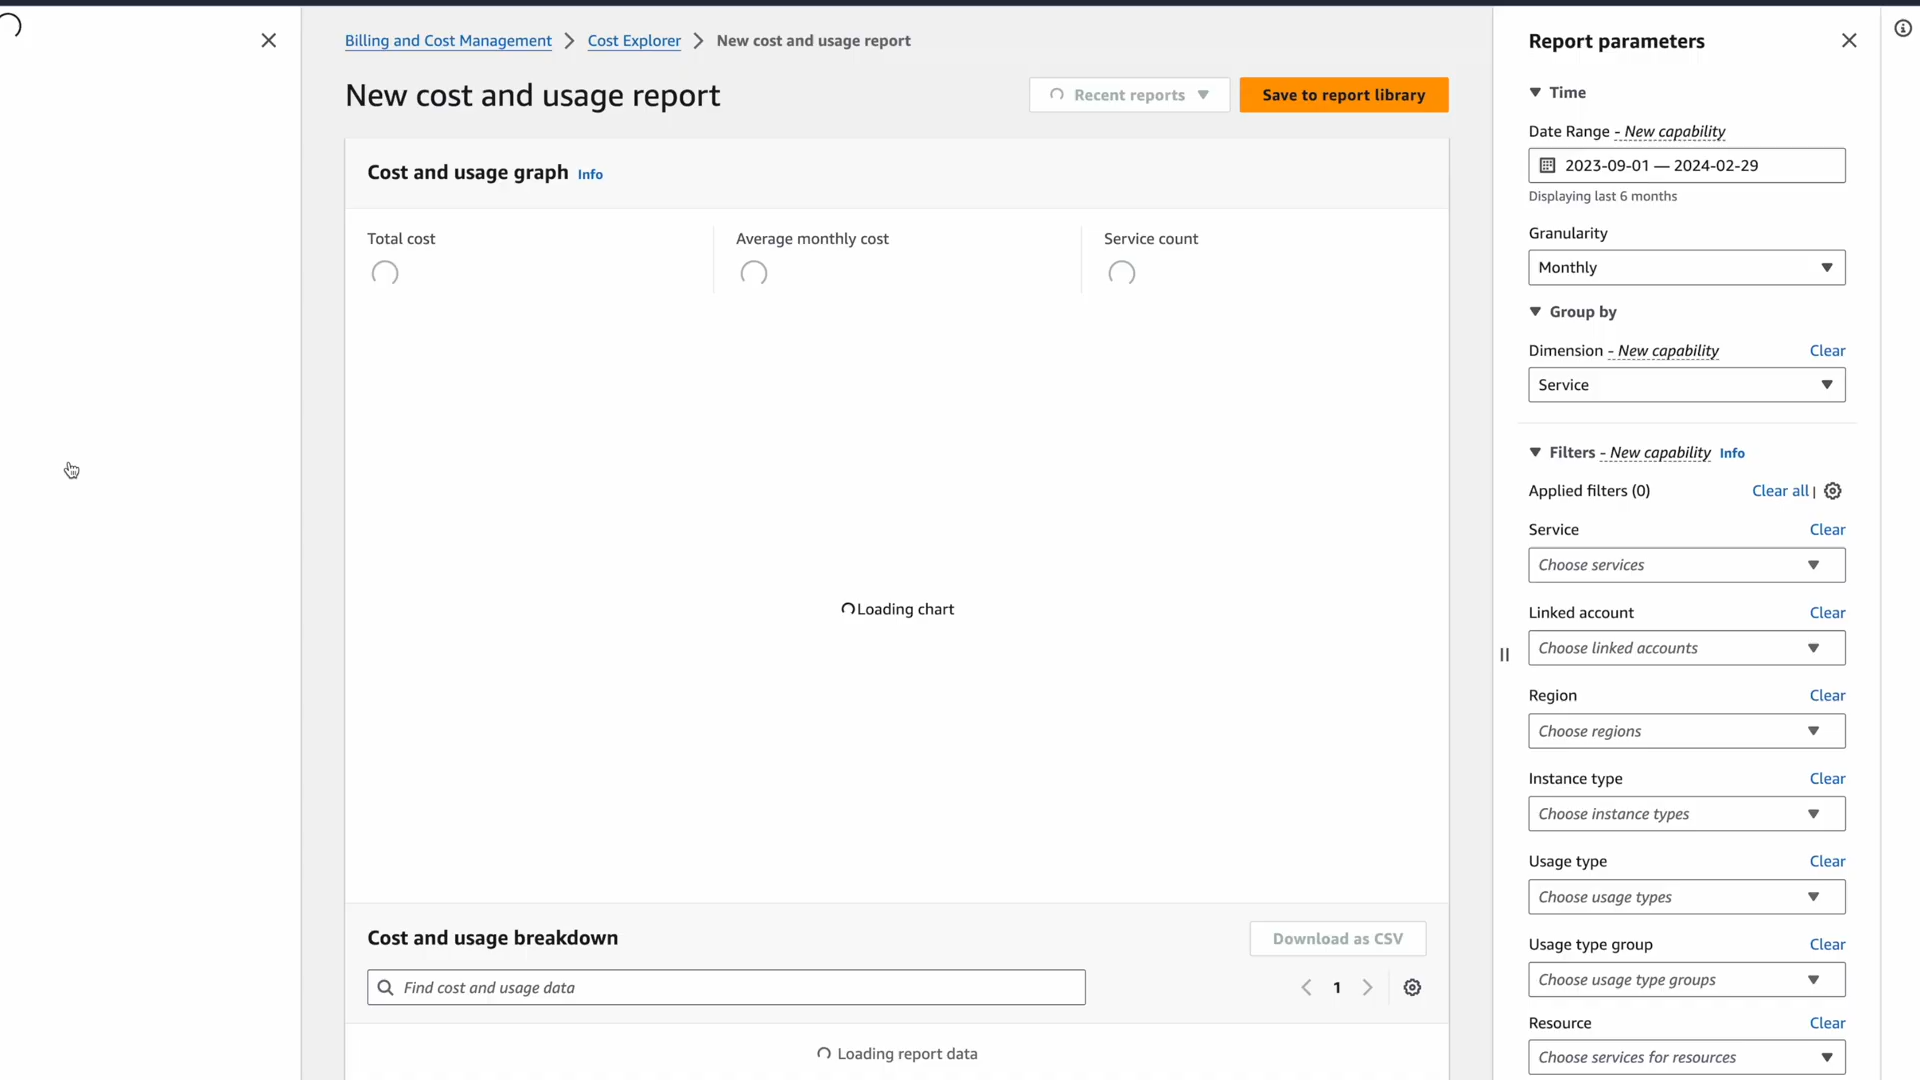 Billing and Cost Management > Cost Explorer > New cost and usage report
New cost and usage report
Recent reports
Save to report library
Cost and usage graph Info
Total cost
Average monthly cost
Service count
Loading chart
Cost and usage breakdown
Download as CSV
Find cost and usage data
1
Loading report data
Report parameters
Time
Date Range - New capability
2023-09-01 — 2024-02-29
Displaying last 6 months
Granularity
Monthly
Group by
Dimension - New capability Clear
Service
Filters - New capability Info
Applied filters (0) Clear all |
Service Clear
Choose services
Linked account Clear
Choose linked accounts
Region Clear
Choose regions
Instance type Clear
Choose instance types
Usage type Clear
Choose usage types
Usage type group Clear
Choose usage type groups
Resource Clear
Choose services for resources